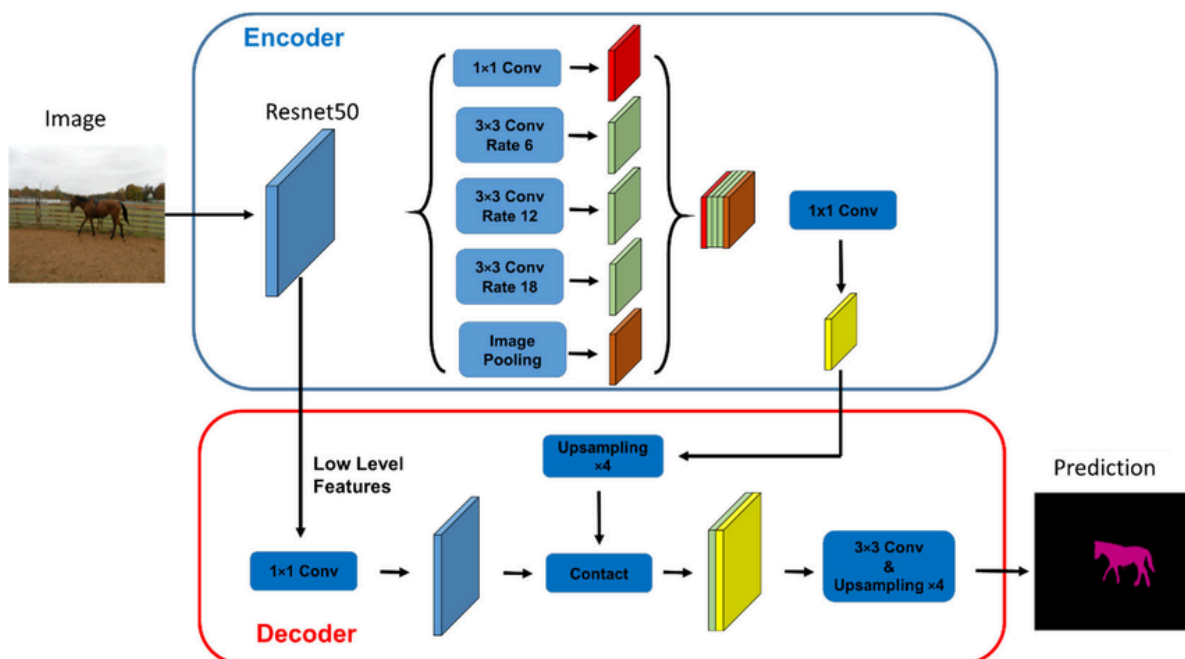 Encoder
Image
Resnet50
1×1 Conv
3×3 Conv
Rate 6
3×3 Conv
Rate 12
3×3 Conv
Rate 18
Image
Pooling
1x1 Conv
Low Level
Features
Upsampling
×4
Prediction
1×1 Conv
Contact
3×3 Conv
&
Upsampling ×4
Decoder